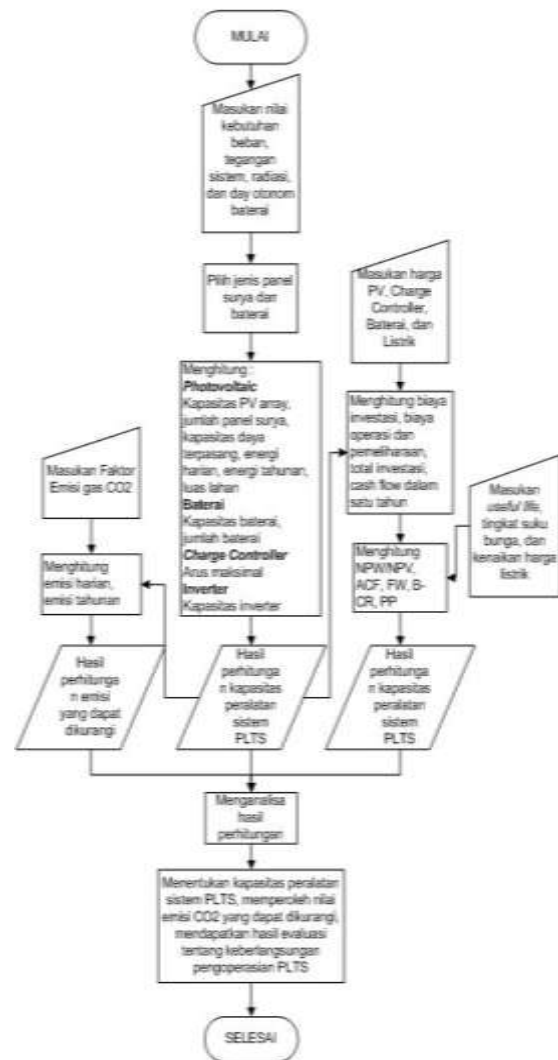 MULAI
Masukan nilai
kebutuhan
beban,
tegangan
sistem, radiasi,
dan day otonom
baterai
Pilih jenis panel
surya dan
baterai
Menghitung :
Photovoltaic
Kapasitas PV array,
jumlah panel surya,
kapasitas daya
terpasang, energi
harian, energi tahunan,
luas lahan
Baterai
Kapasitas baterai,
jumlah baterai
Charge Controller
Arus maksimal
Inverter
Kapasitas inverter
Masukan harga
PV, Charge
Controller,
Baterai, dan
Listrik
Menghitung biaya
investasi, biaya
operasi dan
pemeliharaan,
total investasi,
cash flow dalam
satu tahun
Masukan Faktor
Emisi gas CO2
Masukan
useful life,
tingkat suku
bunga, dan
kenaikan harga
listrik
Menghitung
emisi harian,
emisi tahunan
Menghitung
NPW/NPV,
ACF, FW, B-
CR, PP
Hasil
perhitunga
n emisi
yang dapat
dikurangi
Hasil
perhitunga
n kapasitas
peralatan
sistem
PLTS
Hasil
perhitunga
n kapasitas
peralatan
sistem
PLTS
Menganalisa
hasil
perhitungan
Menentukan kapasitas peralatan
sistem PLTS, memperoleh nilai
emisi CO2 yang dapat dikurangi,
mendapatkan hasil evaluasi
tentang keberlangsungan
pengoperasian PLTS
SELESAI